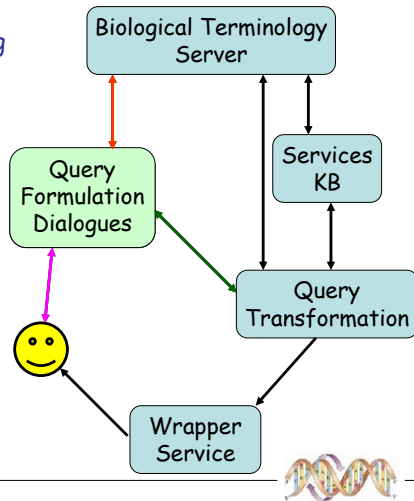 g
Biological Terminology
Server
Query
Formulation
Dialogues
Services
KB
Query
Transformation
Wrapper
Service